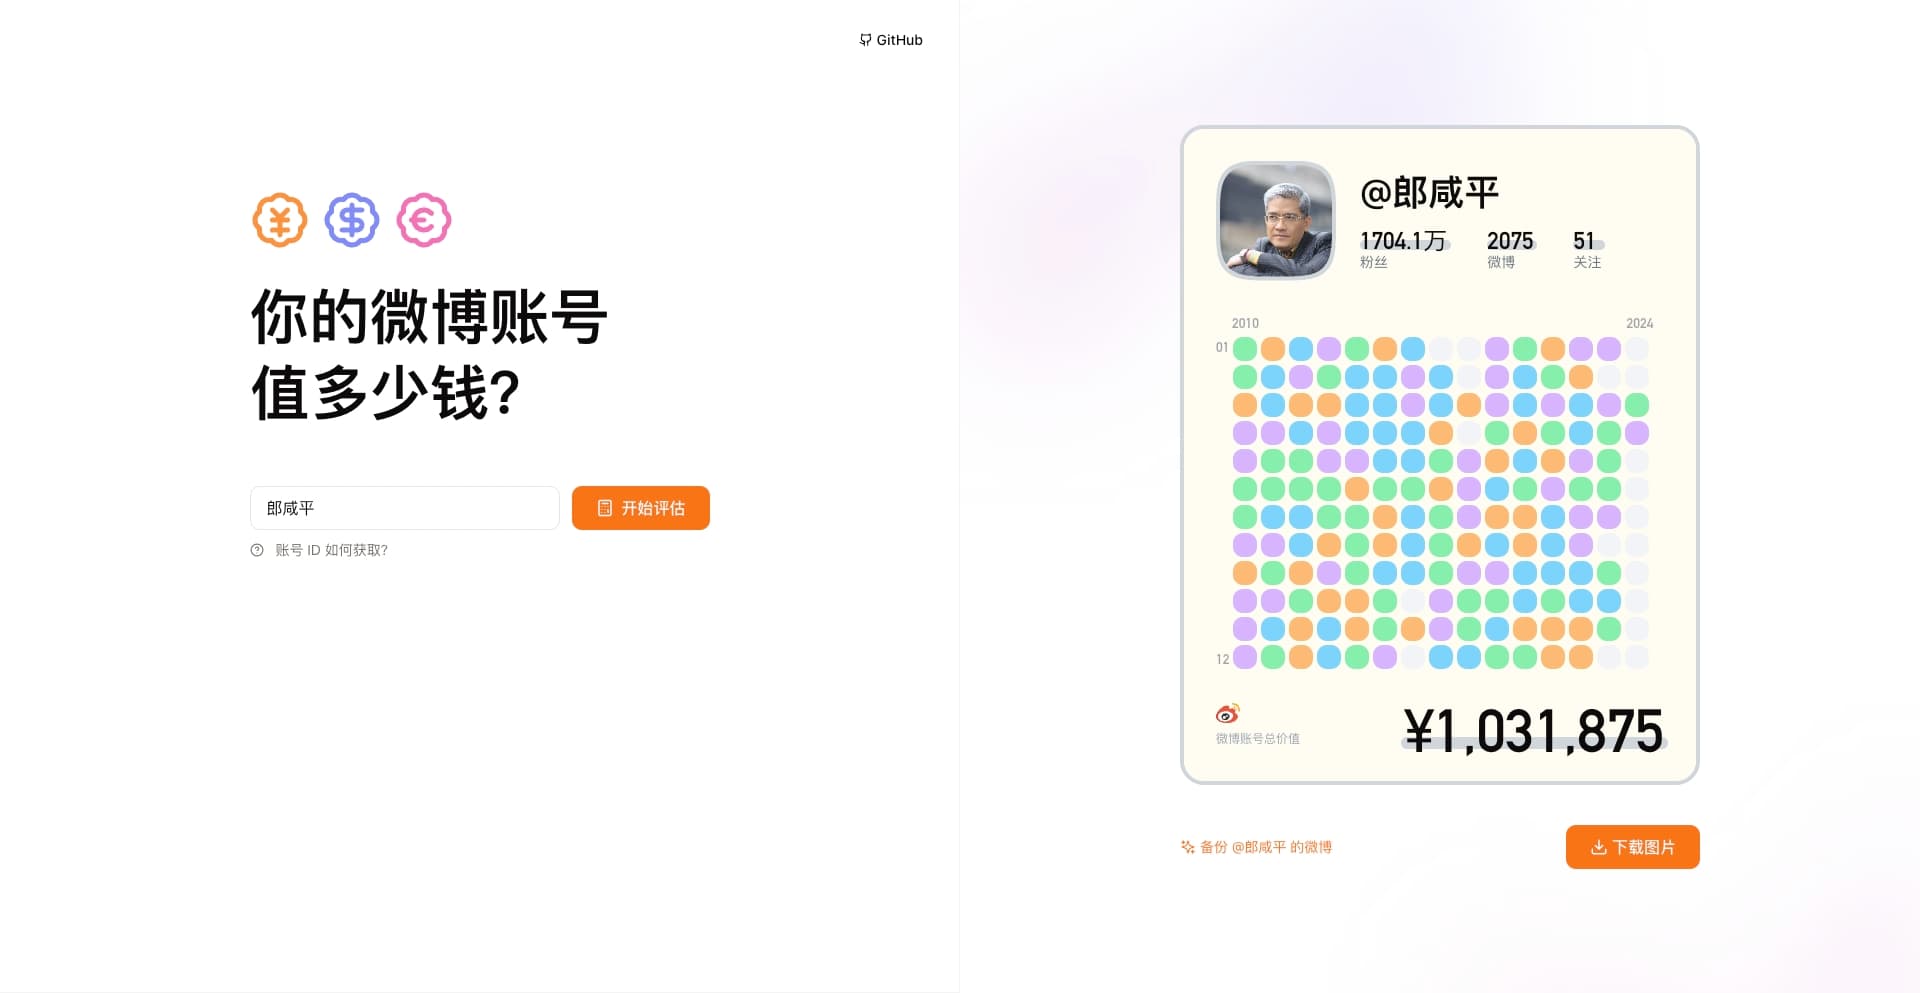 GitHub
你的微博账号
值多少钱?
郎咸平
开始评估
账号 ID 如何获取?
@郎咸平
1704.1万 2075 51
粉丝 微博 关注
2010 2024
01
12
微博账号总价值
¥1,031,875
备份 @郎咸平 的微博
下载图片